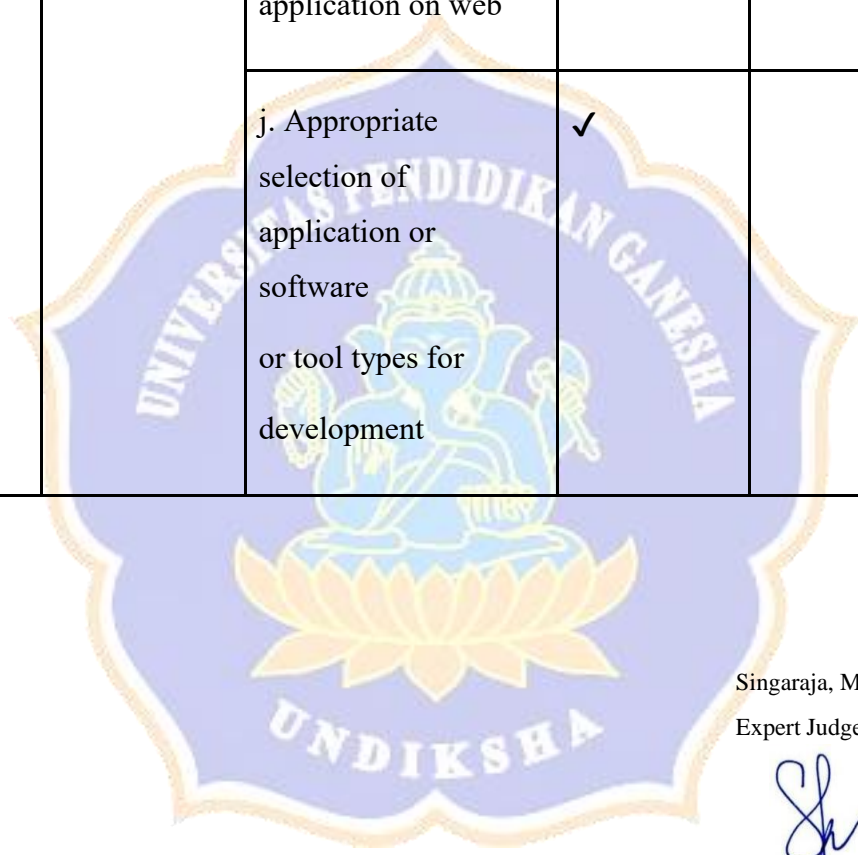 application on web
j. Appropriate ✓
selection of
application or
software
or tool types for
development
UNIVERSITAS PENDIDIKAN GANESHA
UNDIKSHA
Singaraja, M
Expert Judge